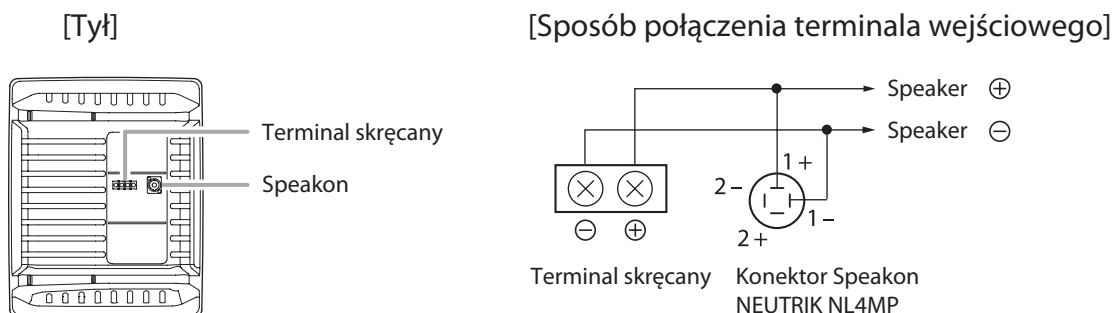 [Tył]
[Sposób połączenia terminala wejściowego]
Terminal skręcany
Speakon
Speaker ⊕
Speaker ⊖
1 +
2 –
1 –
2 +
⊖ ⊕
Terminal skręcany
Konektor Speakon
NEUTRIK NL4MP